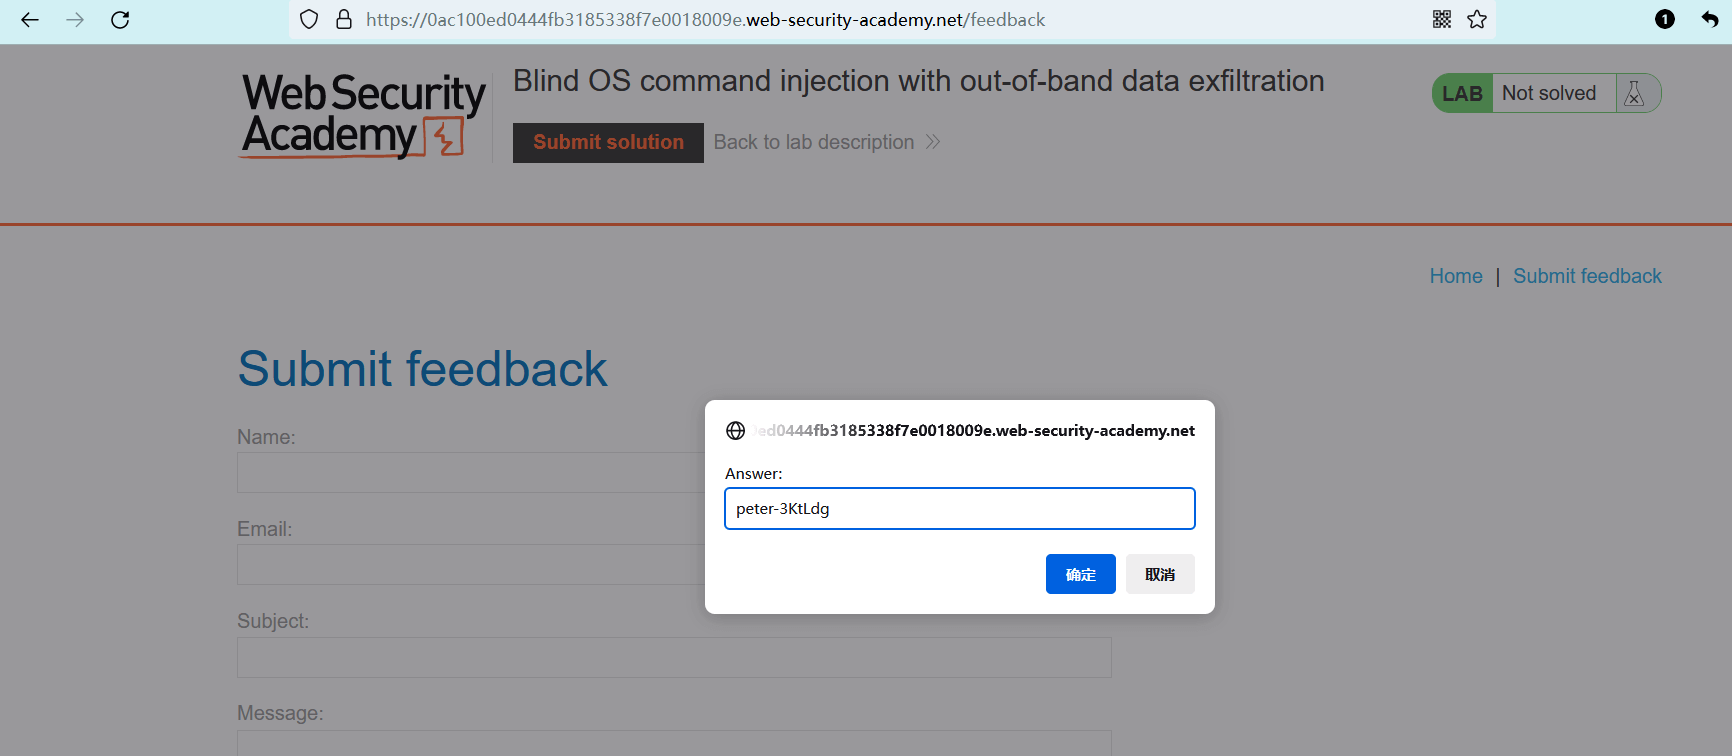 https://0ac100ed0444fb3185338f7e0018009e.web-security-academy.net/feedback
1
Web Security
Academy
Blind OS command injection with out-of-band data exfiltration
LAB Not solved
Submit solution Back to lab description
Home | Submit feedback
Submit feedback
Name:
ed0444fb3185338f7e0018009e.web-security-academy.net
Answer:
peter-3KtLdg
确定 取消
Email:
Subject:
Message: